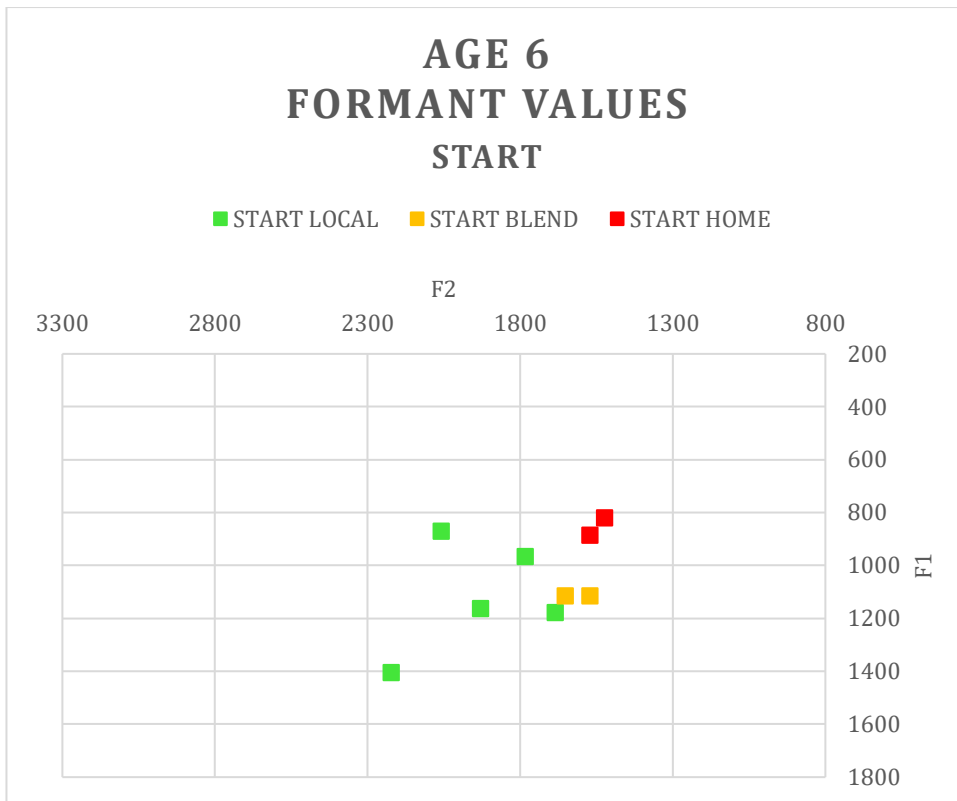 AGE 6
FORMANT VALUES
START
START LOCAL START BLEND START HOME
F2
3300 2800 2300 1800 1300 800
200
400
600
800
1000
1200
1400
1600
1800
F1